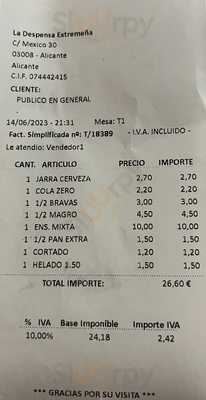 La Despensa Extremeña
C/ Mexico 30
03008 - Alicante
Alicante
C.I.F. 074442415
CLIENTE:
PUBLICO EN GENERAL
14/06/2023 - 21:31 Mesa: T1
Fact. Simplificada nº: T/18389 - I.V.A. INCLUIDO -
Le atendio: Vendedor1
CANT. ARTICULO PRECIO IMPORTE
1 JARRA CERVEZA 2,70 2,70
1 COLA ZERO 2,20 2,20
1 1/2 BRAVAS 3,00 3,00
1 1/2 MAGRO 4,50 4,50
1 ENS. MIXTA 10,00 10,00
1 1/2 PAN EXTRA 1,50 1,50
1 CORTADO 1,20 1,20
1 HELADO 1.50 1,50 1,50
TOTAL IMPORTE: 26,60 €
% IVA Base Imponible Importe IVA
10,00% 24,18 2,42
*** GRACIAS POR SU VISITA ***